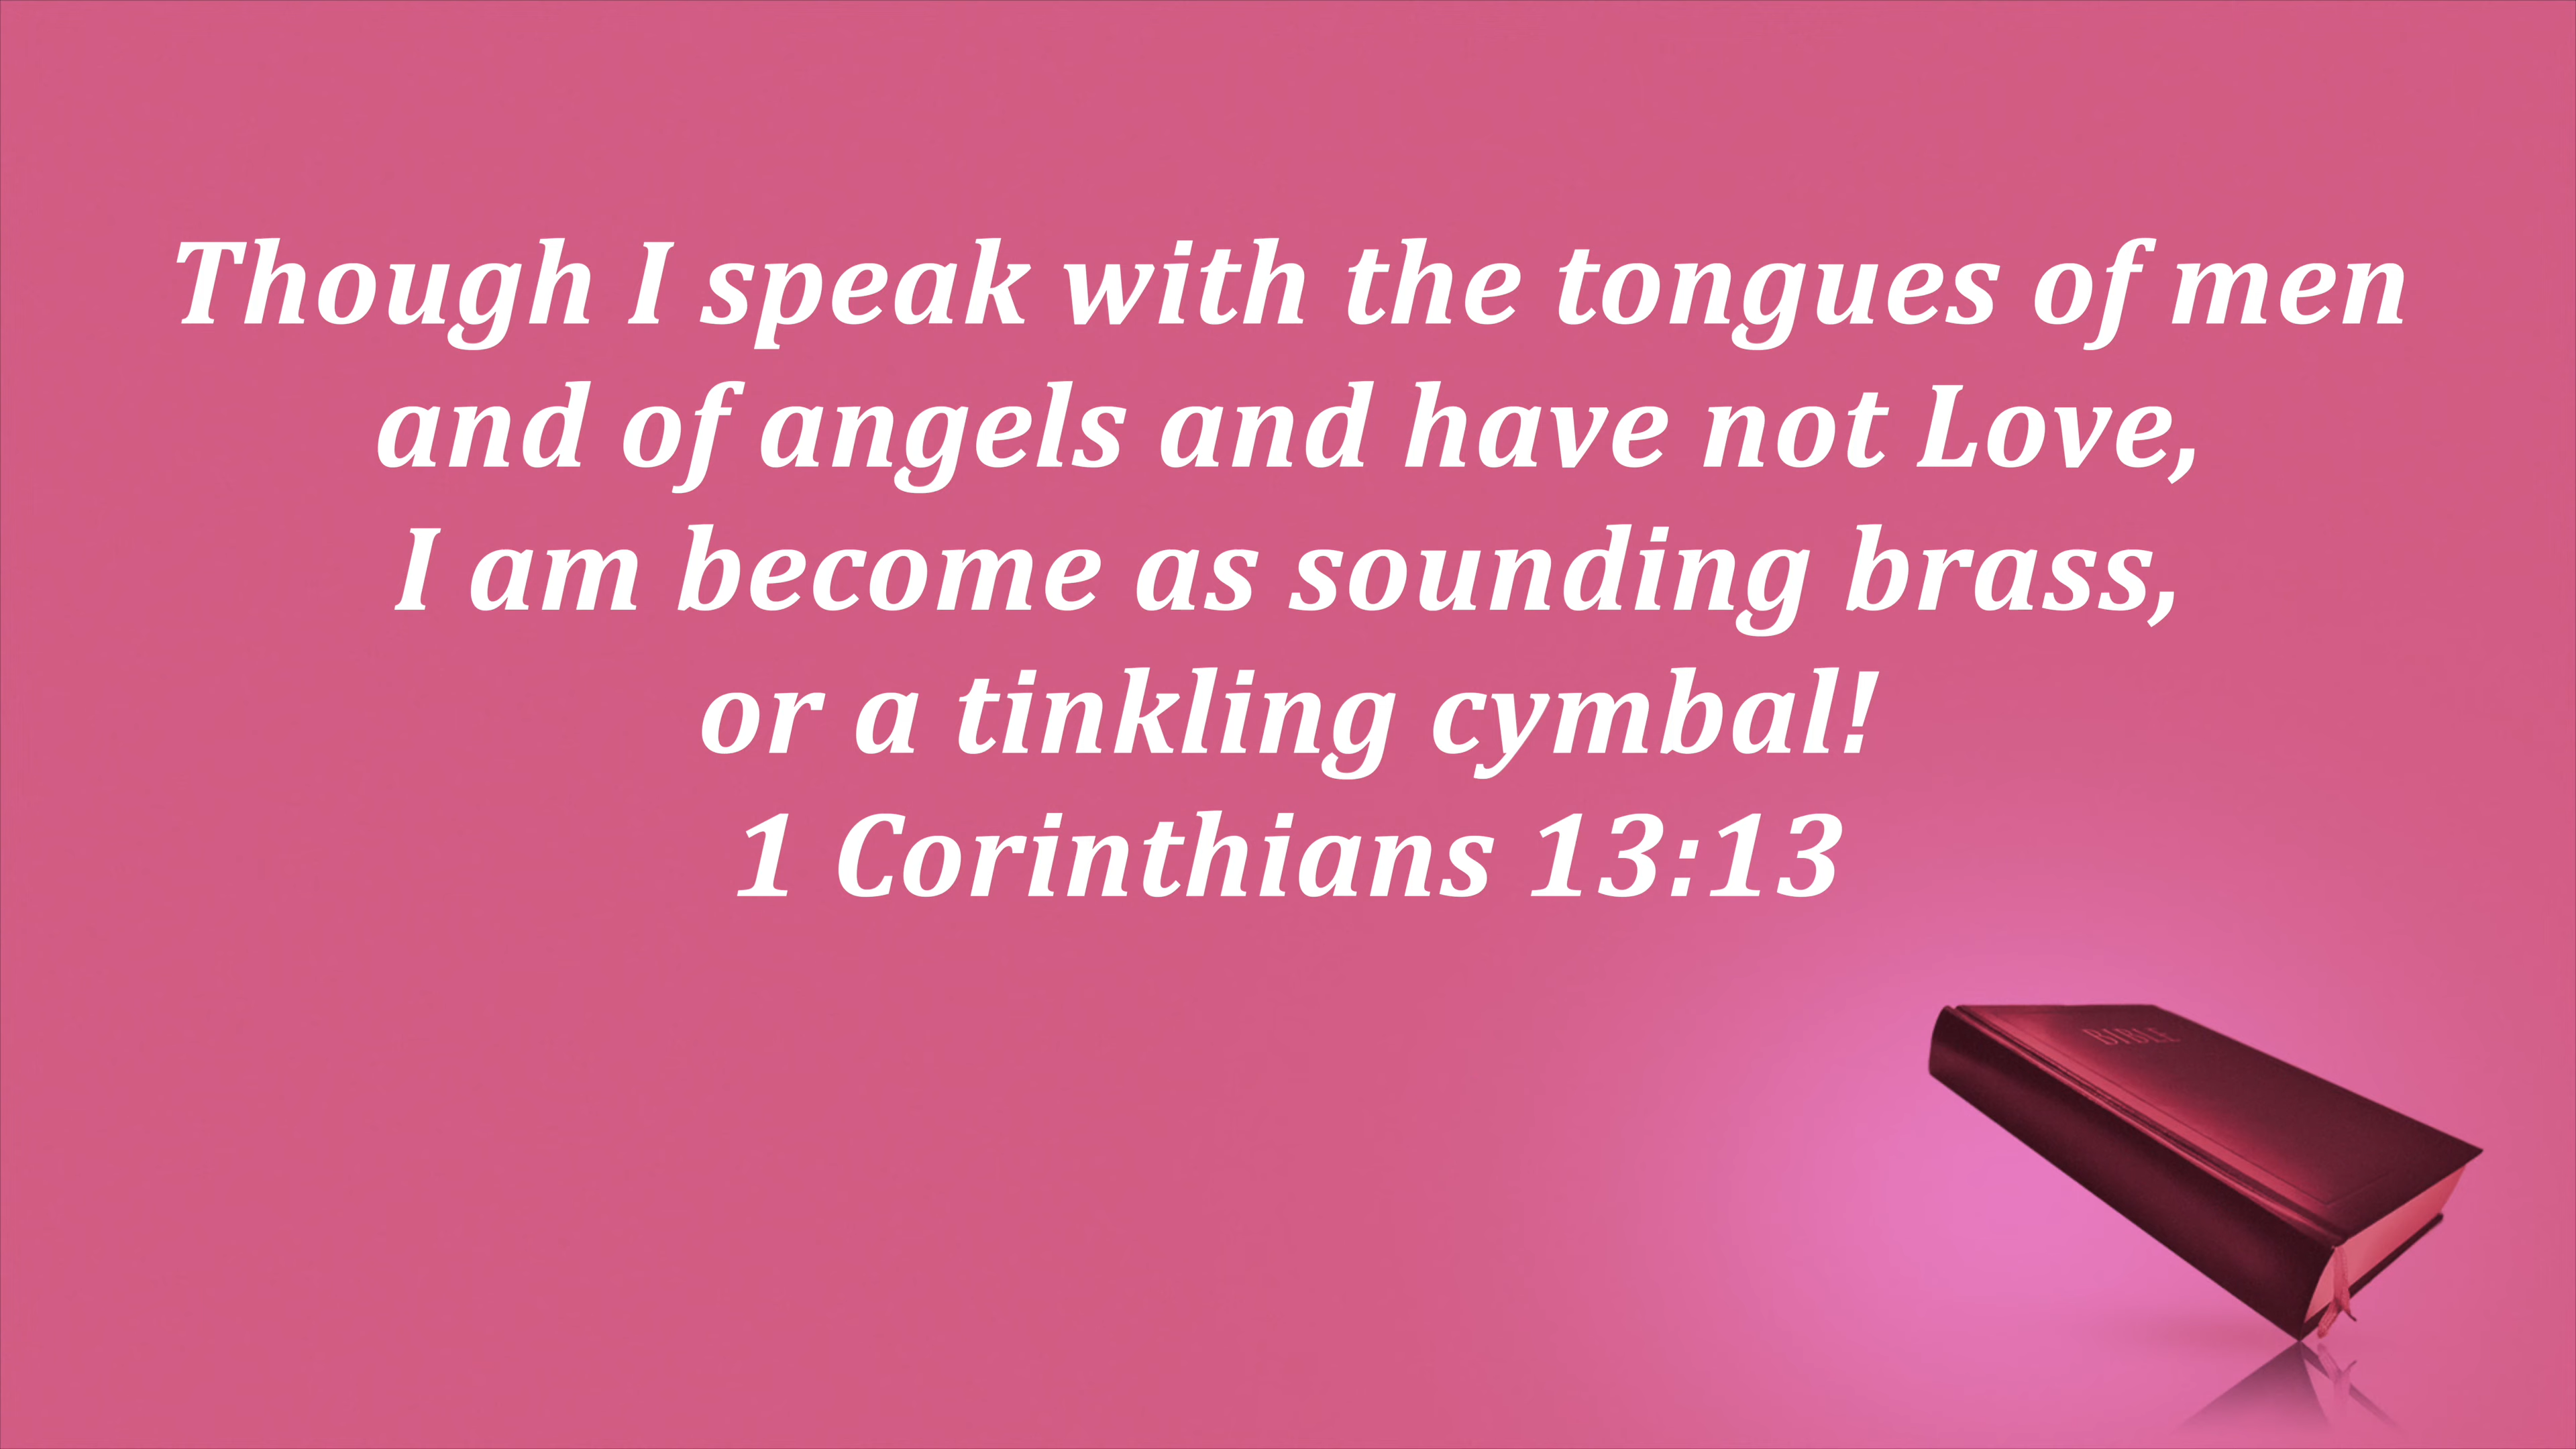 Though I speak with the tongues of men
and of angels and have not Love,
I am become as sounding brass,
or a tinkling cymbal!
1 Corinthians 13:13
BIBLE